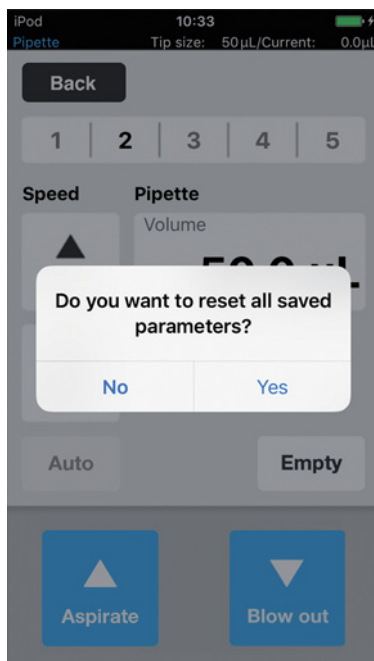 iPod 10:33
Pipette Tip size: 50µL/Current: 0.0µL
Back
1 2 3 4 5
Speed Pipette
Volume
Do you want to reset all saved
parameters?
No Yes
Auto Empty
Aspirate Blow out